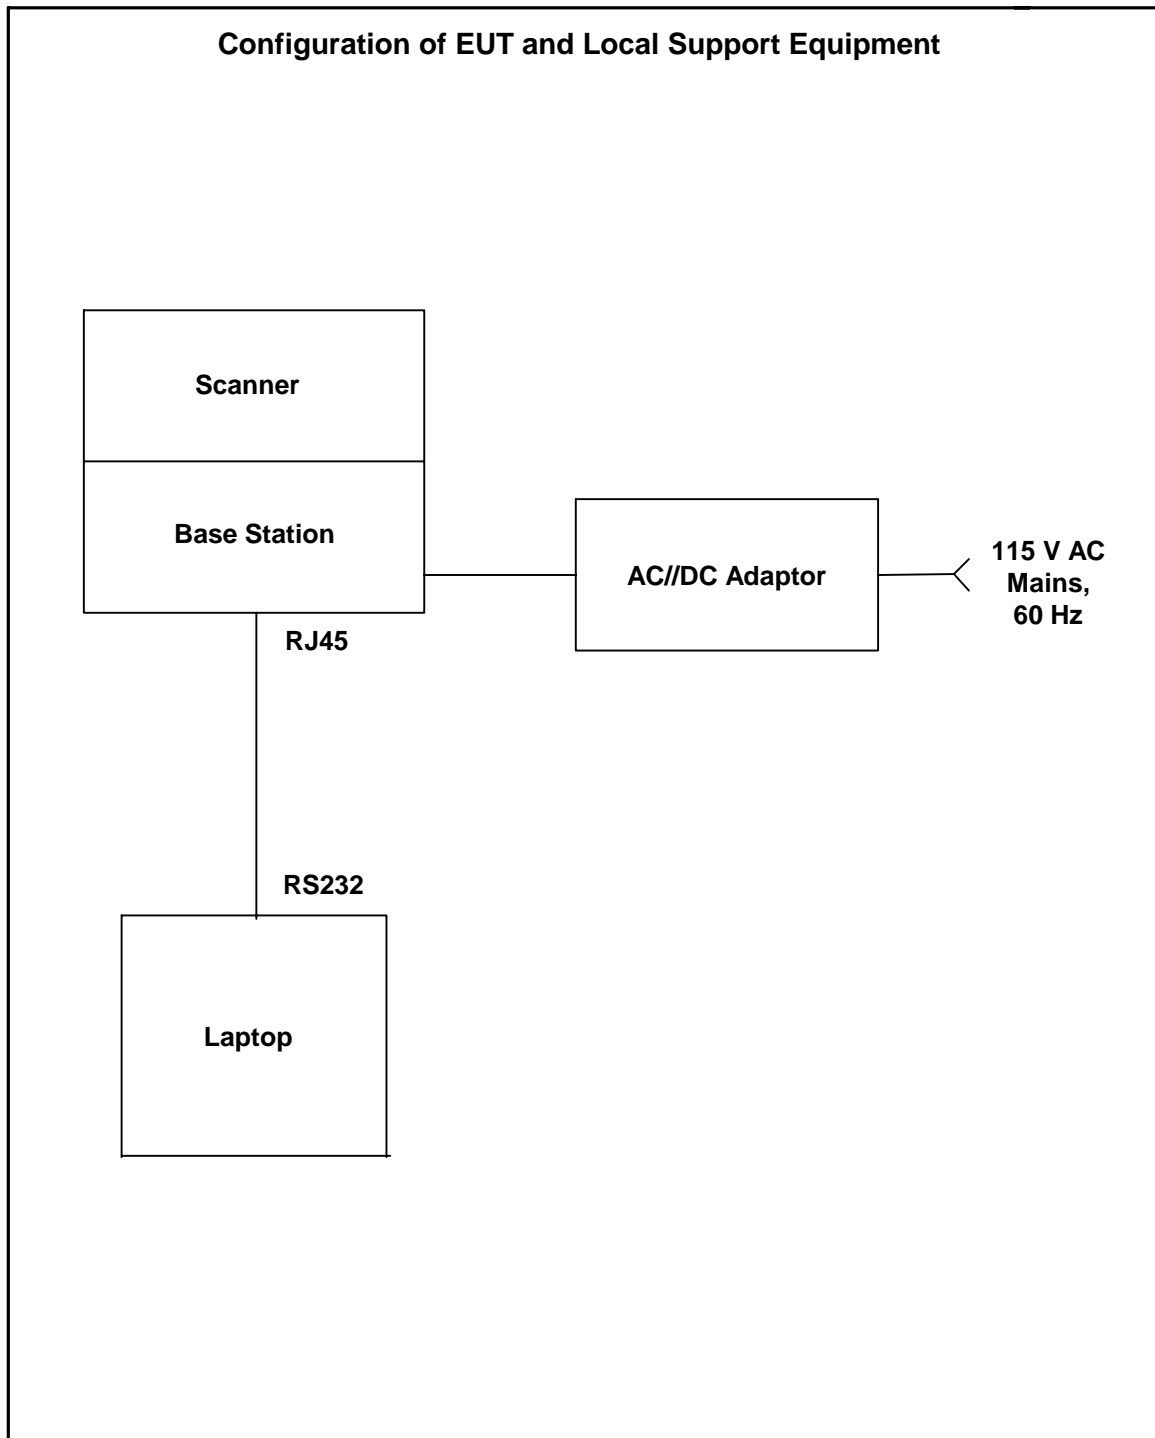 Configuration of EUT and Local Support Equipment
Scanner
Base Station
AC//DC Adaptor
115 V AC
Mains,
60 Hz
RJ45
RS232
Laptop